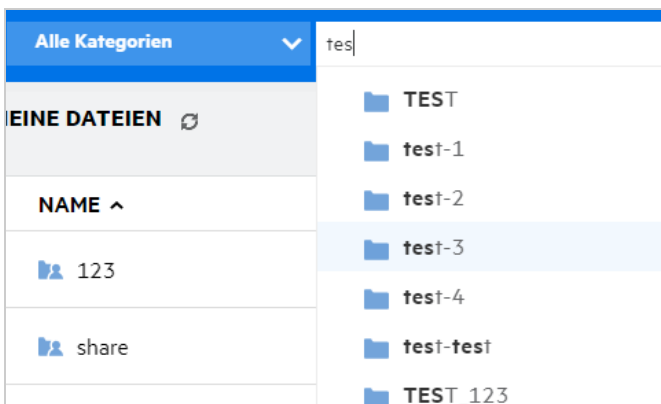 Alle Kategorien
tes
EINE DATEIEN
NAME
123
share
TEST
test-1
test-2
test-3
test-4
test-test
TEST 123